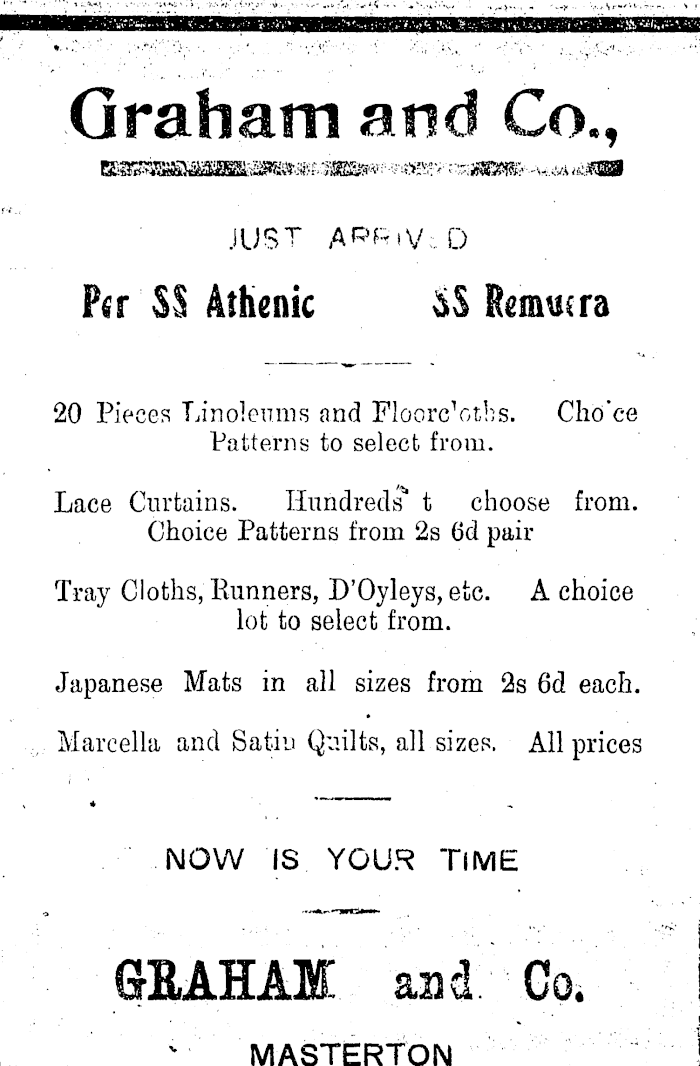 Graham and Co.,
JUST ARRIVED
Per SS Athenic SS Remuera
20 Pieces Linoleums and Floorcloths. Choice
Patterns to select from.
Lace Curtains. Hundreds t choose from.
Choice Patterns from 2s 6d pair
Tray Cloths, Runners, D'Oyleys, etc. A choice
lot to select from.
Japanese Mats in all sizes from 2s 6d each.
Marcella and Satin Quilts, all sizes. All prices
NOW IS YOUR TIME
GRAHAM and Co.
MASTERTON